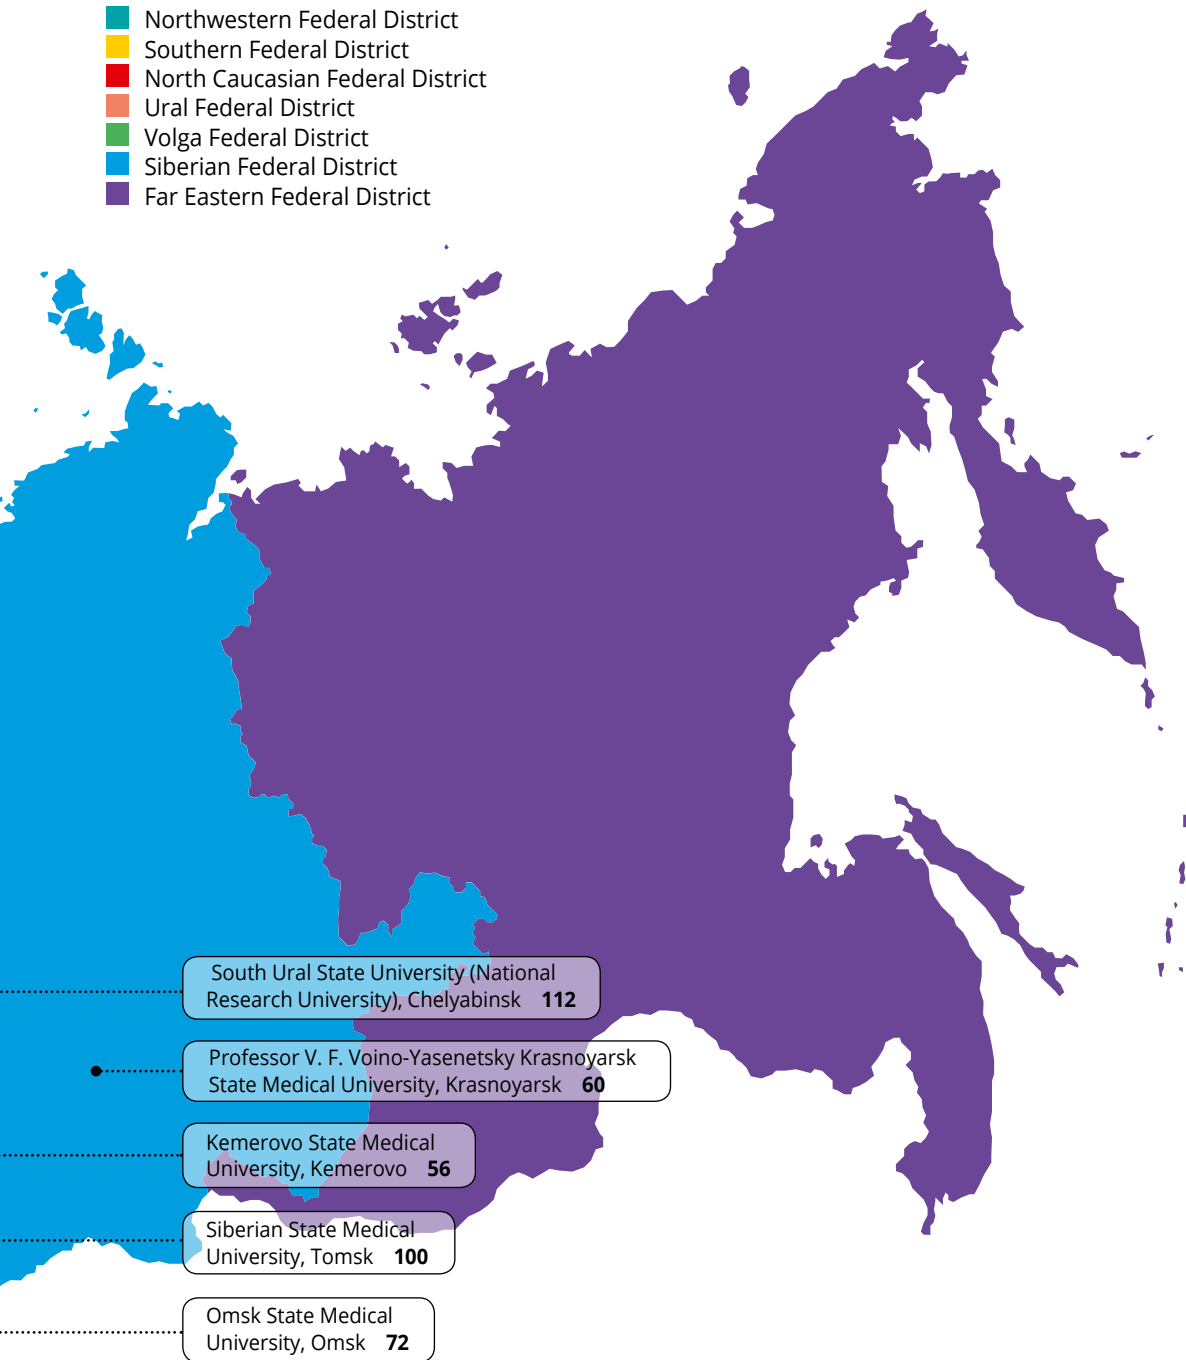 Northwestern Federal District
Southern Federal District
North Caucasian Federal District
Ural Federal District
Volga Federal District
Siberian Federal District
Far Eastern Federal District
South Ural State University (National
Research University), Chelyabinsk 112
Professor V. F. Voino-Yasenetsky Krasnoyarsk
State Medical University, Krasnoyarsk 60
Kemerovo State Medical
University, Kemerovo 56
Siberian State Medical
University, Tomsk 100
Omsk State Medical
University, Omsk 72